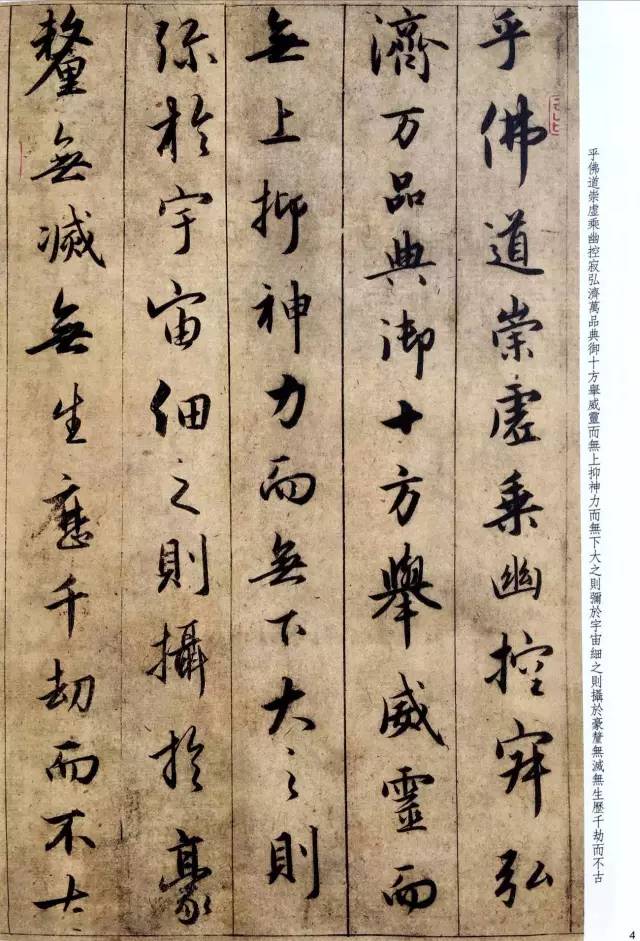 乎佛道崇虛乘幽控寂弘
濟万品典御十方舉威靈而
無上抑神力而無下大之則
弥於宇宙細之則攝於豪
釐無滅無生歷千劫而不古
乎佛道崇虛乘幽控寂弘濟萬品典御十方舉威靈而無上抑神力而無下大之則彌於宇宙細之則攝於豪釐無滅無生歷千劫而不古
4